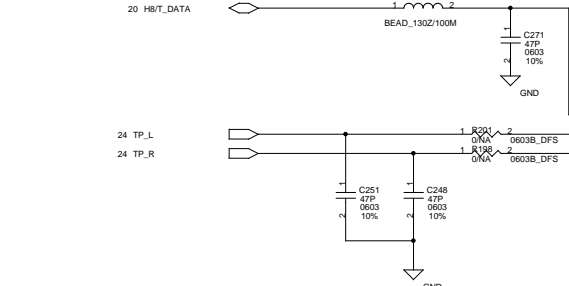 20 H8/T_DATA
1 2
BEAD_130Z/100M
1
C271
47P
0603
10%
2
GND
24 TP_L
1 R201 2
0/NA 0603B_DFS
24 TP_R
1 R198 2
0/NA 0603B_DFS
1 1
C251 C248
47P 47P
0603 0603
10% 10%
2 2
GND